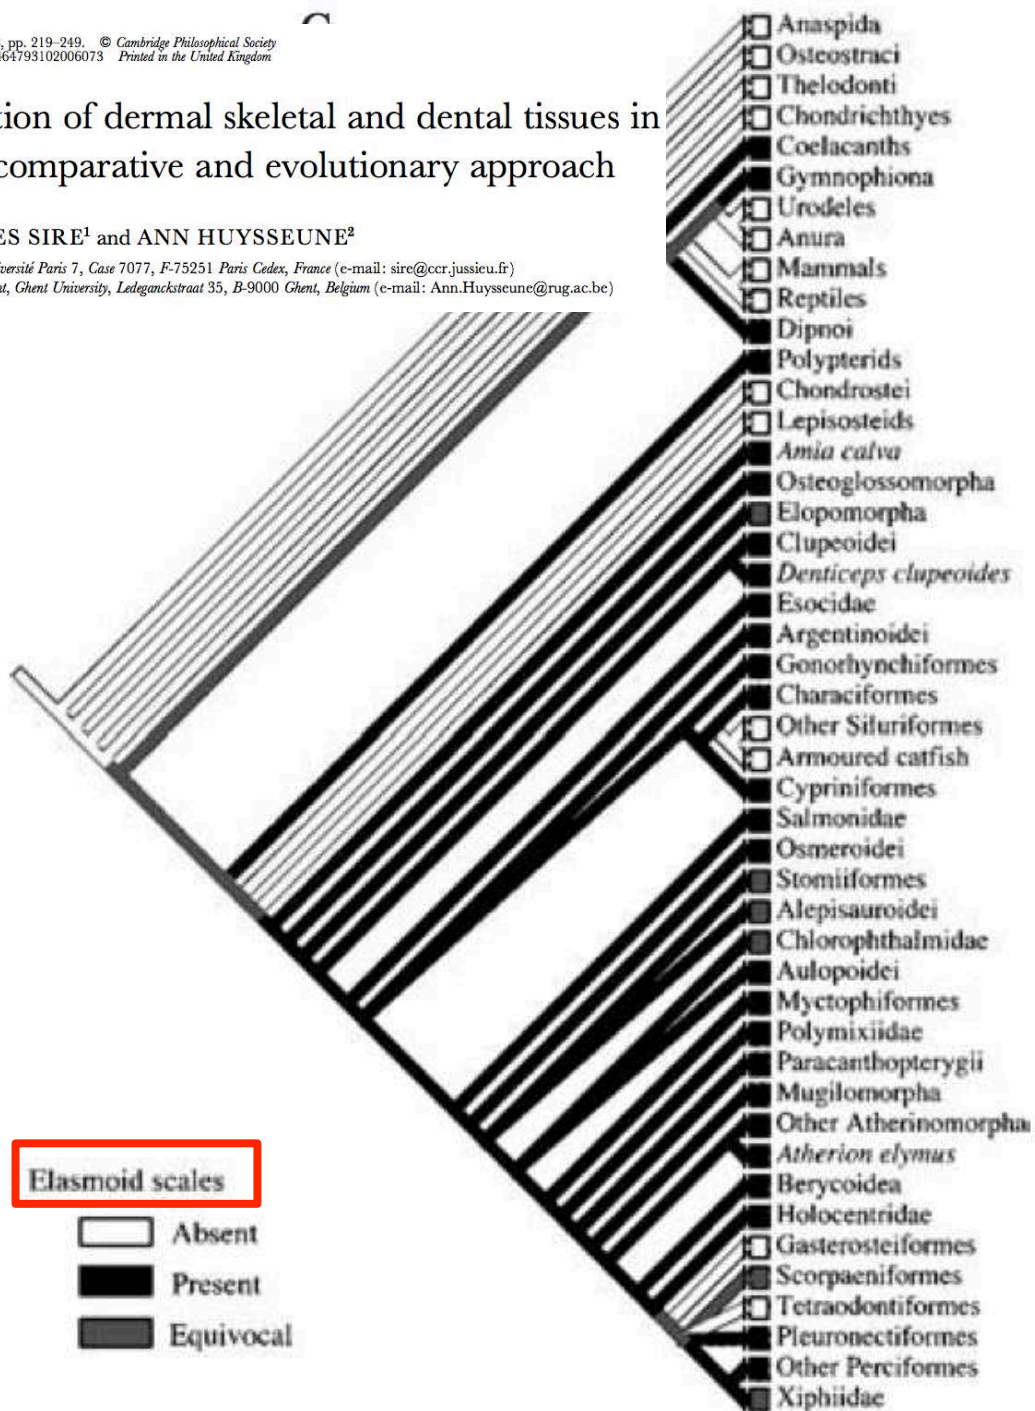 C
, pp. 219–249. © Cambridge Philosophical Society
464793102006073 Printed in the United Kingdom
tion of dermal skeletal and dental tissues in
comparative and evolutionary approach
ES SIRE¹ and ANN HUYSSEUNE²
versité Paris 7, Case 7077, F-75251 Paris Cedex, France (e-mail: sire@ccr.jussieu.fr)
nt, Ghent University, Ledeganckstraat 35, B-9000 Ghent, Belgium (e-mail: Ann.Huysseune@rug.ac.be)
Anaspida
Osteostraci
Thelodonti
Chondrichthyes
Coelacanths
Gymnophiona
Urodeles
Anura
Mammals
Reptiles
Dipnoi
Polypterids
Chondrostei
Lepisosteids
Amia calva
Osteoglossomorpha
Elopomorpha
Clupeoidei
Denticeps clupeoides
Esocidae
Argentinoidei
Gonorhynchiformes
Characiformes
Other Siluriformes
Armoured catfish
Cypriniformes
Salmonidae
Osmeroidei
Stomiiformes
Alepisauroidei
Chlorophthalmidae
Aulopoidei
Myctophiformes
Polymixiidae
Paracanthopterygii
Mugilomorpha
Other Atherinomorpha
Atherion elymus
Berycoidea
Holocentridae
Gasterosteiformes
Scorpaeniformes
Tetraodontiformes
Pleuronectiformes
Other Perciformes
Xiphiidae
Elasmoid scales
Absent
Present
Equivocal